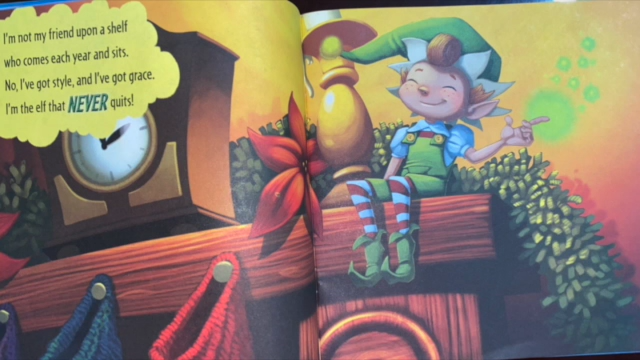 I'm not my friend upon a shelf
who comes each year and sits.
No, I've got style, and I've got grace.
I'm the elf that NEVER quits!